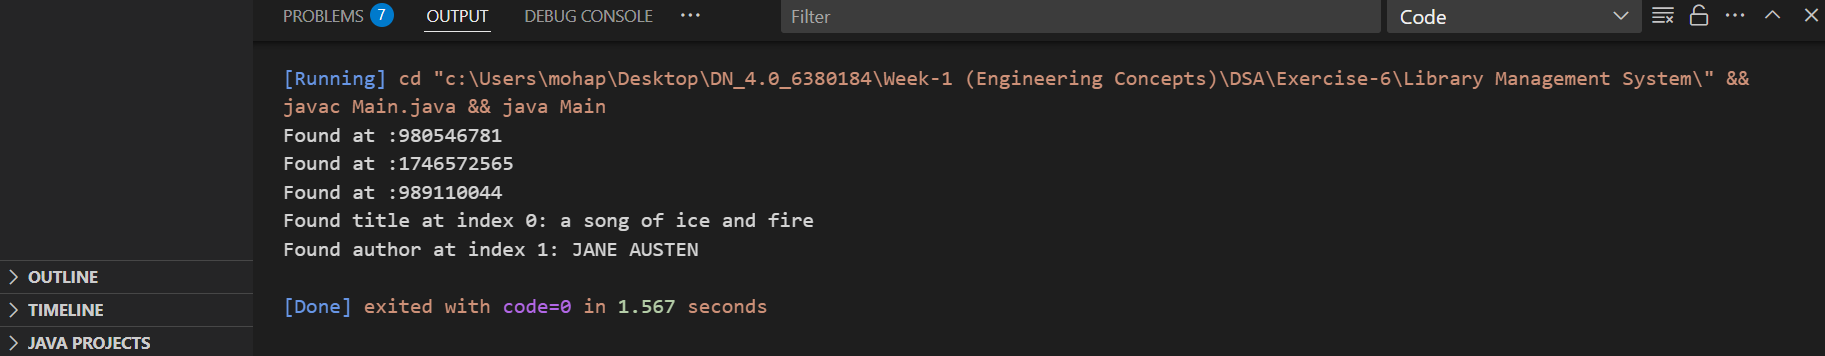 PROBLEMS 7 OUTPUT DEBUG CONSOLE ··· Filter Code ···
[Running] cd "c:\Users\mohap\Desktop\DN_4.0_6380184\Week-1 (Engineering Concepts)\DSA\Exercise-6\Library Management System\" &&
javac Main.java && java Main
Found at :980546781
Found at :1746572565
Found at :989110044
Found title at index 0: a song of ice and fire
Found author at index 1: JANE AUSTEN
[Done] exited with code=0 in 1.567 seconds
OUTLINE
TIMELINE
JAVA PROJECTS